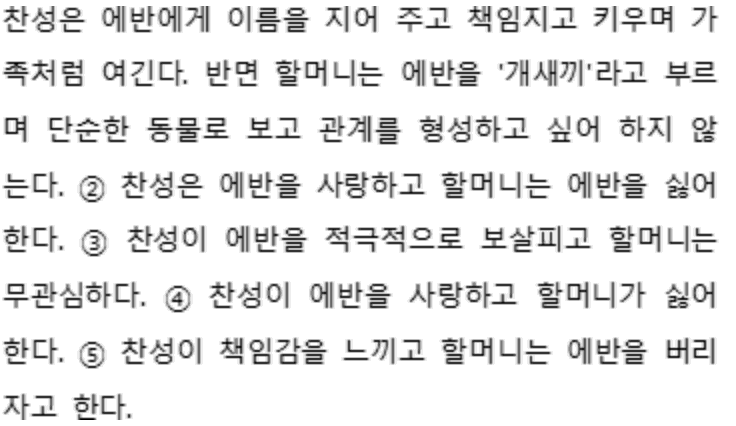 찬성은 에반에게 이름을 지어 주고 책임지고 키우며 가
족처럼 여긴다. 반면 할머니는 에반을 '개새끼'라고 부르
며 단순한 동물로 보고 관계를 형성하고 싶어 하지 않
는다. ② 찬성은 에반을 사랑하고 할머니는 에반을 싫어
한다. ③ 찬성이 에반을 적극적으로 보살피고 할머니는
무관심하다. ④ 찬성이 에반을 사랑하고 할머니가 싫어
한다. ⑤ 찬성이 책임감을 느끼고 할머니는 에반을 버리
자고 한다.